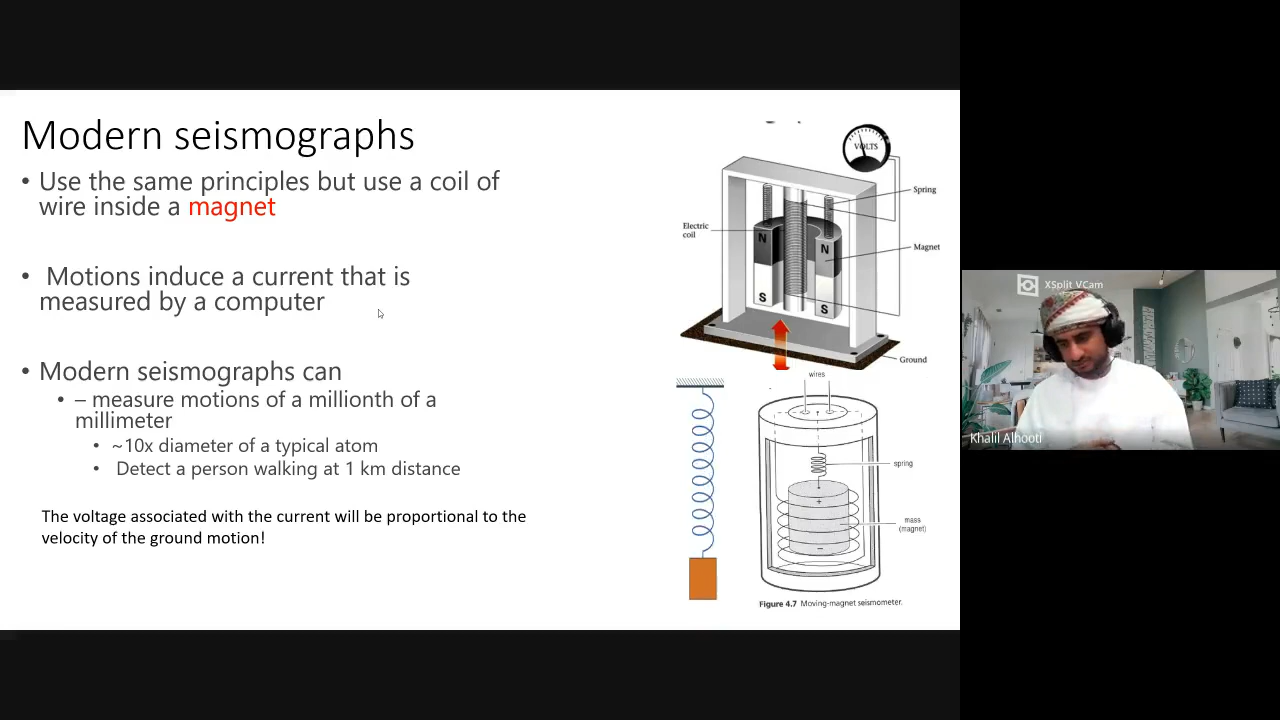 Modern seismographs
• Use the same principles but use a coil of
wire inside a magnet
• Motions induce a current that is
measured by a computer
• Modern seismographs can
• – measure motions of a millionth of a
millimeter
• ~10x diameter of a typical atom
• Detect a person walking at 1 km distance
The voltage associated with the current will be proportional to the
velocity of the ground motion!
VOLTS
Spring
Electric
coil
N
N
Magnet
S
S
Ground
wires
spring
+
mass
(magnet)
–
Figure 4.7 Moving-magnet seismometer.
XSplit VCam
Khalil Alhooti